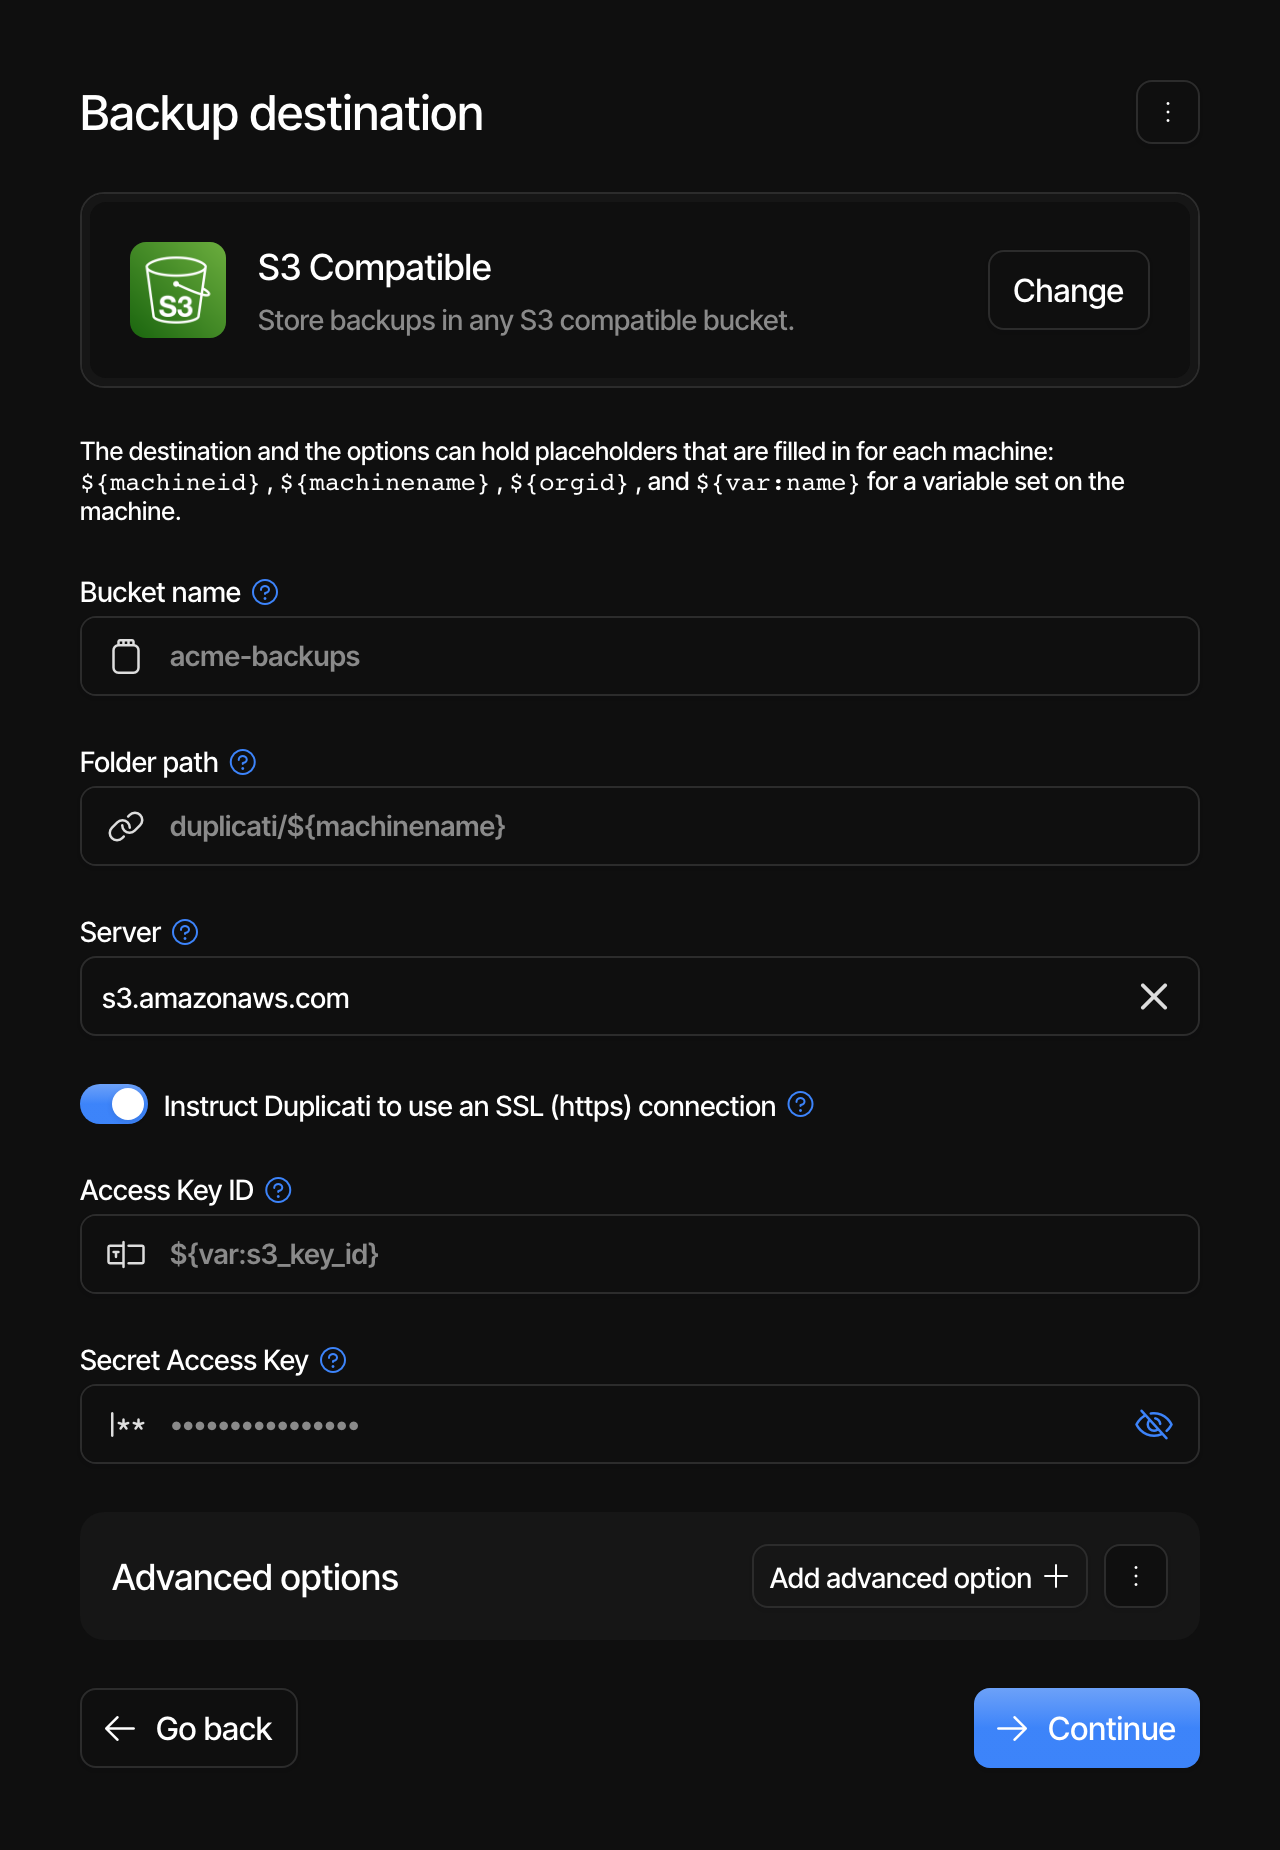 Backup destination
S3
S3 Compatible
Store backups in any S3 compatible bucket.
Change
The destination and the options can hold placeholders that are filled in for each machine:
${machineid}, ${machinename}, ${orgid}, and ${var:name} for a variable set on the
machine.
Bucket name
acme-backups
Folder path
duplicati/${machinename}
Server
s3.amazonaws.com
Instruct Duplicati to use an SSL (https) connection
Access Key ID
${var:s3_key_id}
Secret Access Key
••••••••••••••••
Advanced options
Add advanced option
Go back
Continue